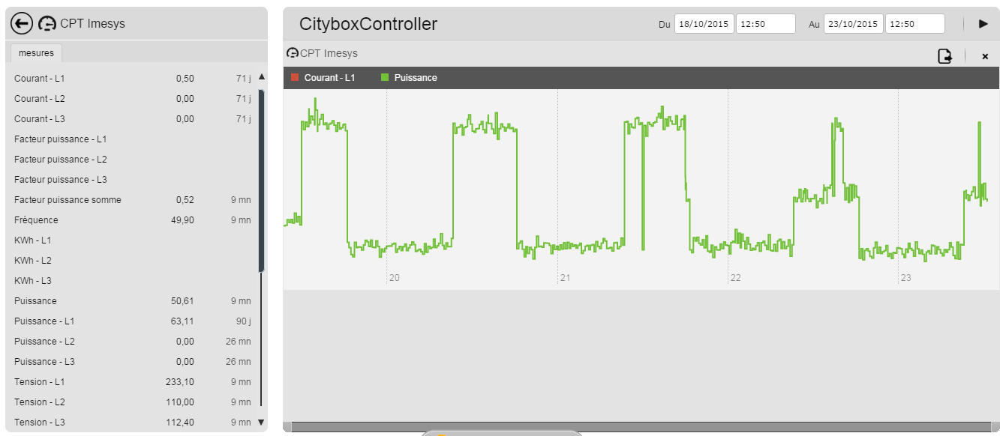 CPT Imesys
mesures
Courant - L1 0,50 71 j
Courant - L2 0,00 71 j
Courant - L3 0,00 71 j
Facteur puissance - L1
Facteur puissance - L2
Facteur puissance - L3
Facteur puissance somme 0,52 9 mn
Fréquence 49,90 9 mn
KWh - L1
KWh - L2
KWh - L3
Puissance 50,61 9 mn
Puissance - L1 63,11 90 j
Puissance - L2 0,00 26 mn
Puissance - L3 0,00 26 mn
Tension - L1 233,10 9 mn
Tension - L2 110,00 9 mn
Tension - L3 112,40 9 mn
CityboxController Du 18/10/2015 12:50 Au 23/10/2015 12:50
CPT Imesys
Courant - L1 Puissance
20 21 22 23